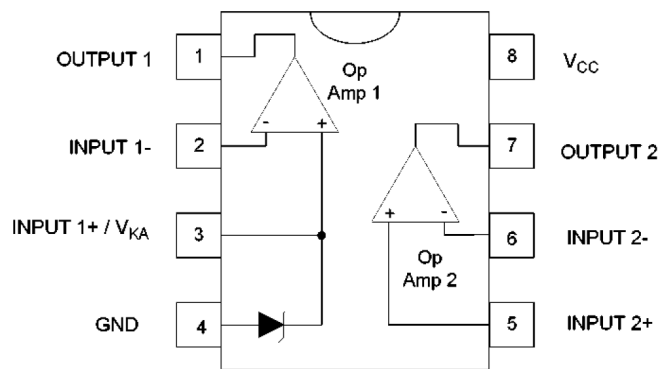 OUTPUT 1
1
Op
Amp 1
8
VCC
-
+
INPUT 1-
2
7
OUTPUT 2
INPUT 1+ / VKA
3
+
-
6
INPUT 2-
Op
Amp 2
GND
4
5
INPUT 2+